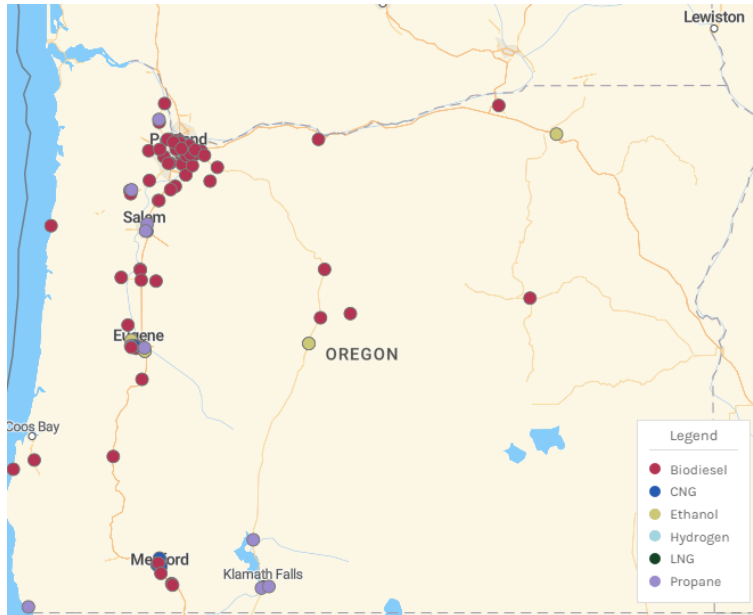 Lewiston
Portland
Salem
Eugene
OREGON
Coos Bay
Medford
Klamath Falls
Legend
Biodiesel
CNG
Ethanol
Hydrogen
LNG
Propane